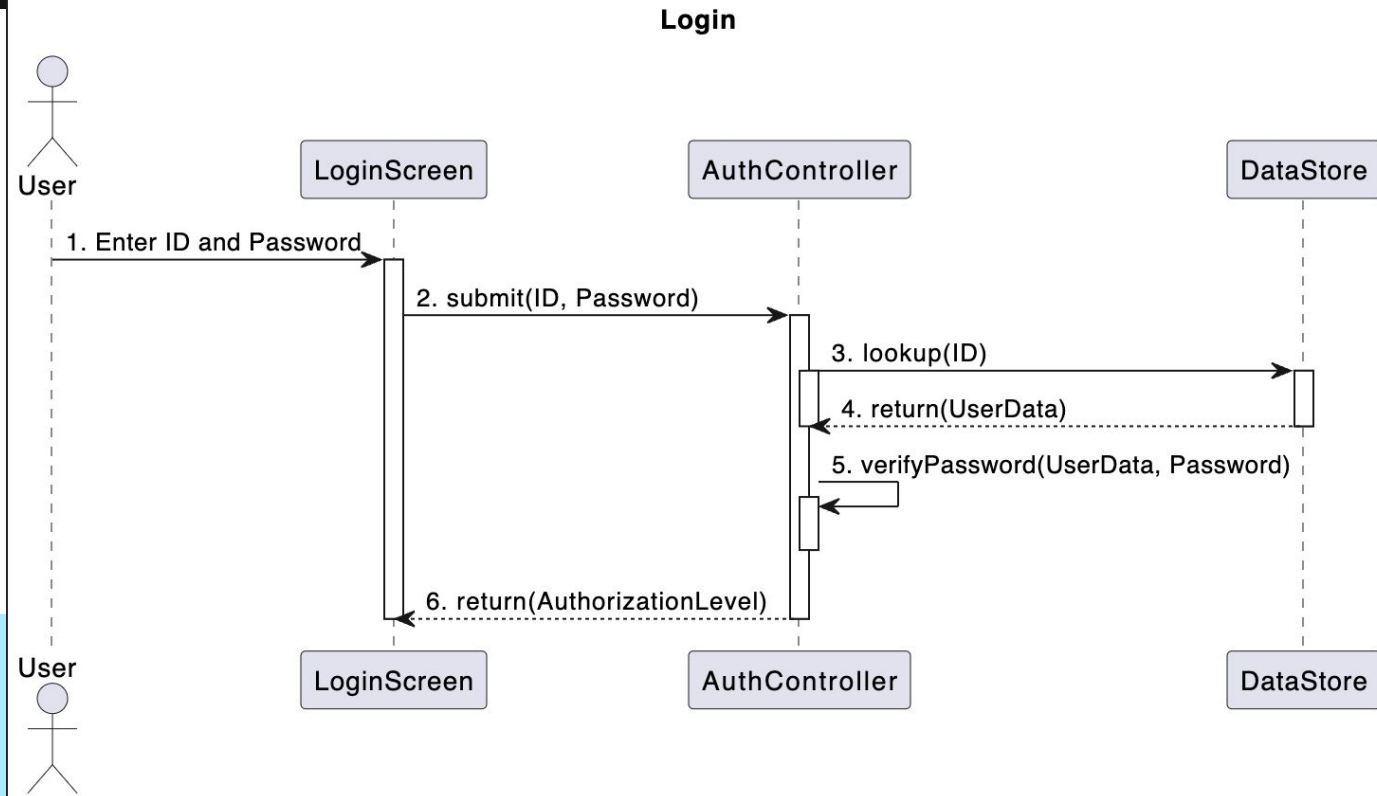 Login
User
LoginScreen
AuthController
DataStore
1. Enter ID and Password
2. submit(ID, Password)
3. lookup(ID)
4. return(UserData)
5. verifyPassword(UserData, Password)
6. return(AuthorizationLevel)
User
LoginScreen
AuthController
DataStore